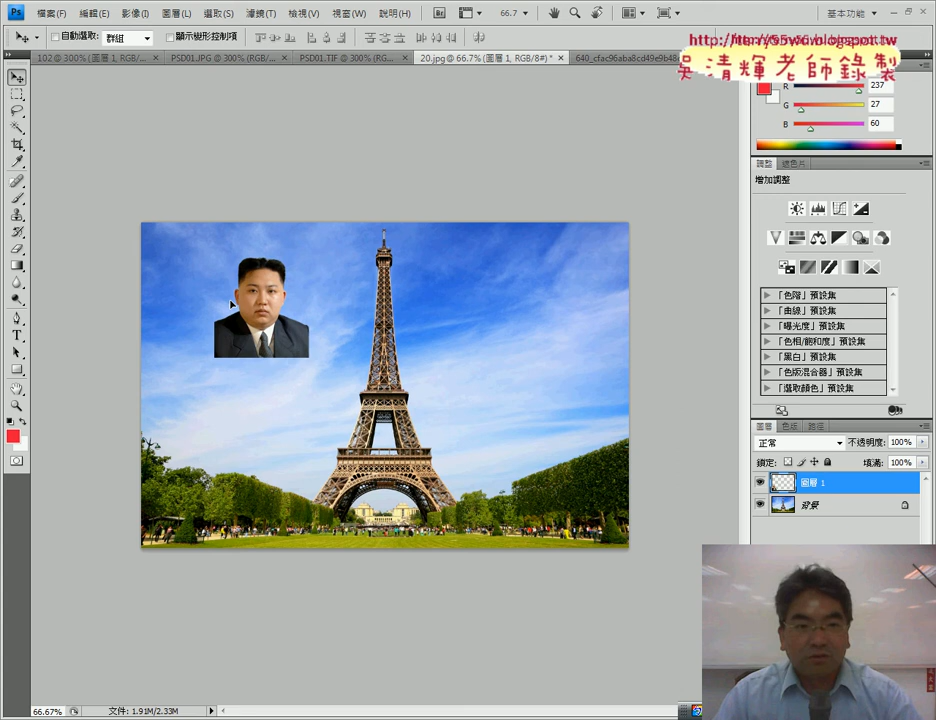 Ps 檔案(F) 編輯(E) 影像(I) 圖層(L) 選取(S) 濾鏡(T) 檢視(V) 視窗(W) 說明(H) Br 66.7 基本功能
自動選取: 群組 顯示變形控制項
吳清輝老師錄製
102 @ 300% (圖層 1, RGB/... PSD01.JPG @ 300% (RGB/... PSD01.TIF @ 300% (RG... 20.jpg @ 66.7% (圖層 1, RGB/8#) *
R 237
G 27
B 60
調整 遮色片
增加調整
「色階」預設集
「曲線」預設集
「曝光度」預設集
「色相/飽和度」預設集
「黑白」預設集
「色版混合器」預設集
「選取顏色」預設集
圖層 色版 路徑
正常 不透明度: 100%
鎖定: 填滿: 100%
圖層 1
背景
66.67% 文件: 1.91M/2.33M